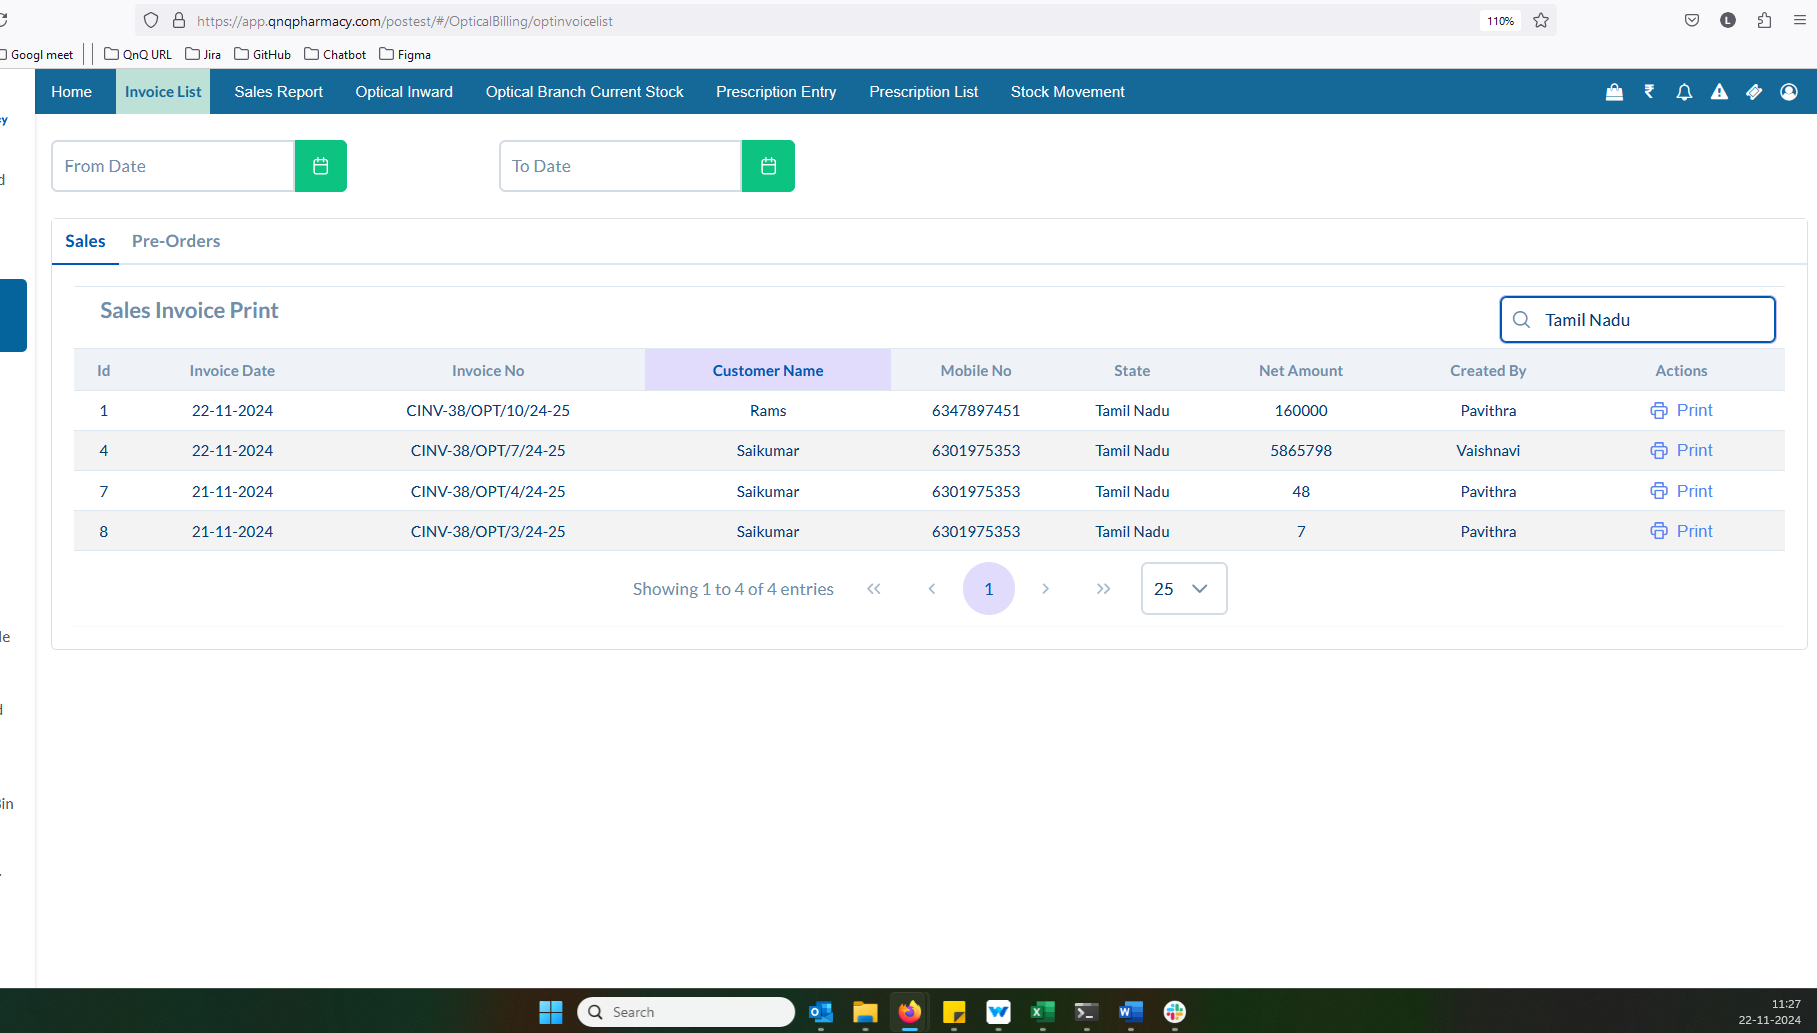 https://app.qnqpharmacy.com/postest/#/OpticalBilling/optinvoicelist 110% L
Googl meet QnQ URL Jira GitHub Chatbot Figma
Home Invoice List Sales Report Optical Inward Optical Branch Current Stock Prescription Entry Prescription List Stock Movement ₹
From Date To Date
Sales Pre-Orders
Sales Invoice Print Tamil Nadu
Id Invoice Date Invoice No Customer Name Mobile No State Net Amount Created By Actions
1 22-11-2024 CINV-38/OPT/10/24-25 Rams 6347897451 Tamil Nadu 160000 Pavithra Print
4 22-11-2024 CINV-38/OPT/7/24-25 Saikumar 6301975353 Tamil Nadu 5865798 Vaishnavi Print
7 21-11-2024 CINV-38/OPT/4/24-25 Saikumar 6301975353 Tamil Nadu 48 Pavithra Print
8 21-11-2024 CINV-38/OPT/3/24-25 Saikumar 6301975353 Tamil Nadu 7 Pavithra Print
Showing 1 to 4 of 4 entries « ‹ 1 › » 25
Search
11:27
22-11-2024